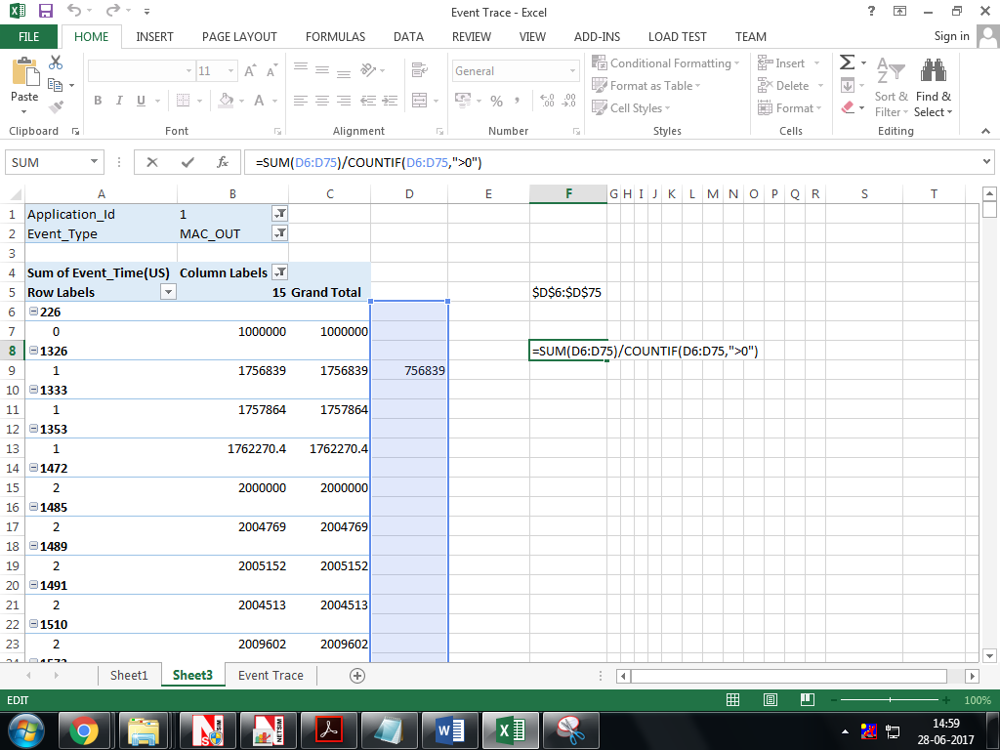 Event Trace - Excel
FILE HOME INSERT PAGE LAYOUT FORMULAS DATA REVIEW VIEW ADD-INS LOAD TEST TEAM Sign in
Paste
Clipboard
11
B I U
Font
Alignment
General
Number
Conditional Formatting
Format as Table
Cell Styles
Styles
Insert
Delete
Format
Cells
Sort & Filter
Find & Select
Editing
SUM =SUM(D6:D75)/COUNTIF(D6:D75,">0")
A B C D E F G H I J K L M N O P Q R S T
1 Application_Id 1
2 Event_Type MAC_OUT
3
4 Sum of Event_Time(US) Column Labels
5 Row Labels 15 Grand Total $D$6:$D$75
6 226
7 0 1000000 1000000
8 1326 =SUM(D6:D75)/COUNTIF(D6:D75,">0")
9 1 1756839 1756839 756839
10 1333
11 1 1757864 1757864
12 1353
13 1 1762270.4 1762270.4
14 1472
15 2 2000000 2000000
16 1485
17 2 2004769 2004769
18 1489
19 2 2005152 2005152
20 1491
21 2 2004513 2004513
22 1510
23 2 2009602 2009602
Sheet1 Sheet3 Event Trace
EDIT 100%
14:59
28-06-2017